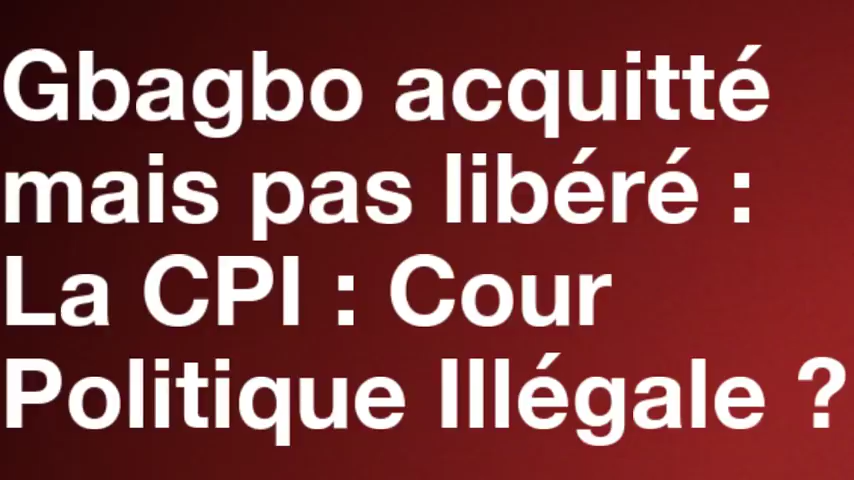 Gbagbo acquitté
mais pas libéré :
La CPI : Cour
Politique Illégale ?